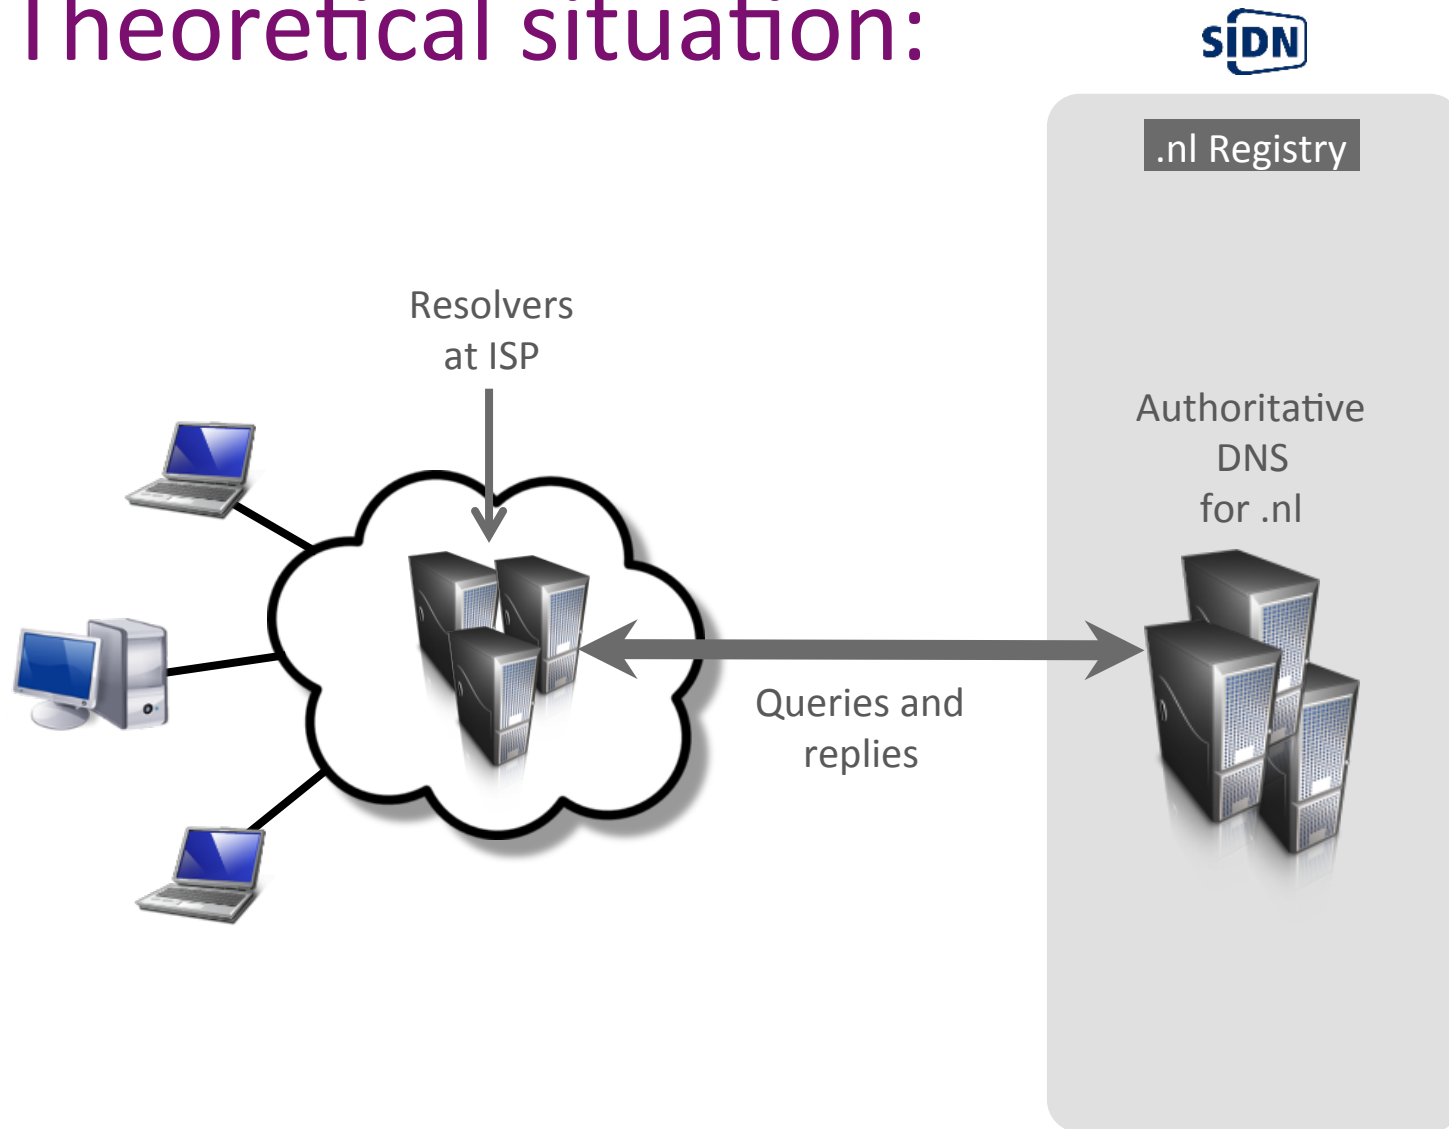 Theoretical situation:
SIDN
.nl Registry
Resolvers
at ISP
Authoritative
DNS
for .nl
Queries and
replies